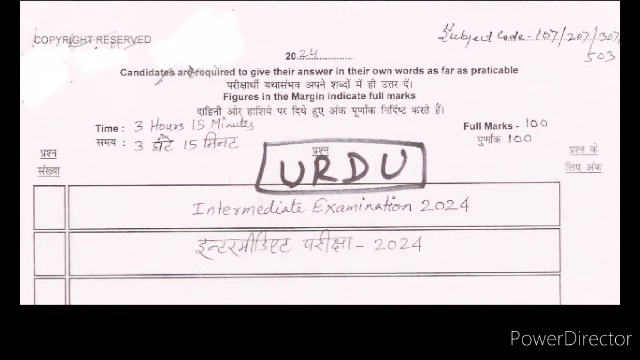 COPYRIGHT RESERVED
Subject Code-107/207/307/
503
2024
Candidates are required to give their answer in their own words as far as praticable
परीक्षार्थी यथासंभव अपने शब्दों में ही उत्तर दें।
Figures in the Margin indicate full marks
दाहिनी ओर हाशिये पर दिये हुए अंक पूर्णांक निर्दिष्ट करते हैं।
Time : 3 Hours 15 Minutes
Full Marks - 100
समय : 3 घंटे 15 मिनट
पुर्णांक 100
प्रश्न
संख्या
प्रश्न
URDU
प्रश्न के
लिए अंक
Intermediate Examination 2024
इन्टरमीडिएट परीक्षा - 2024
PowerDirector